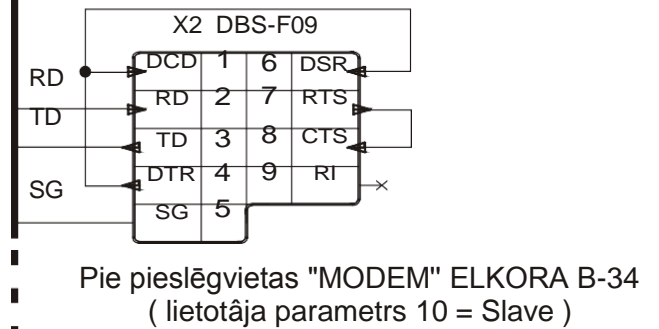 X2 DBS-F09
DCD 1 6 DSR
RD
RD 2 7 RTS
TD
TD 3 8 CTS
DTR 4 9 RI
SG
SG 5
Pie pieslēgvietas "MODEM" ELKORA B-34
( lietotâja parametrs 10 = Slave )